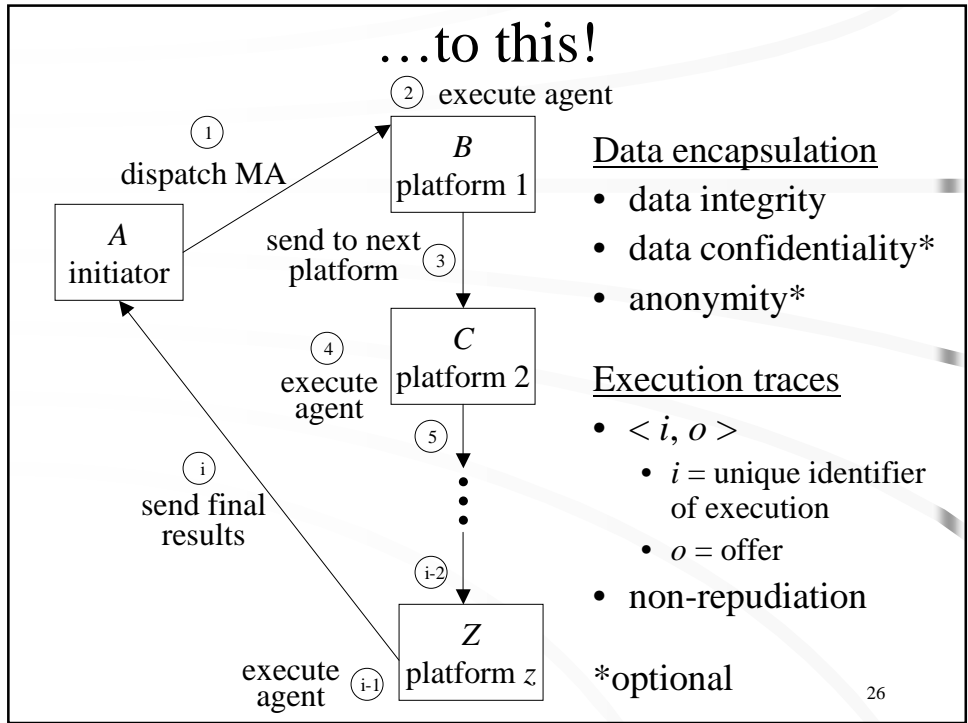 …to this!
2 execute agent
1
dispatch MA
B
platform 1
A
initiator
send to next
platform
3
C
platform 2
4
execute
agent
5
i
send final
results
i-2
Z
platform z
execute
agent
i-1
Data encapsulation
• data integrity
• data confidentiality*
• anonymity*
Execution traces
• < i, o >
• i = unique identifier
of execution
• o = offer
• non-repudiation
*optional
26